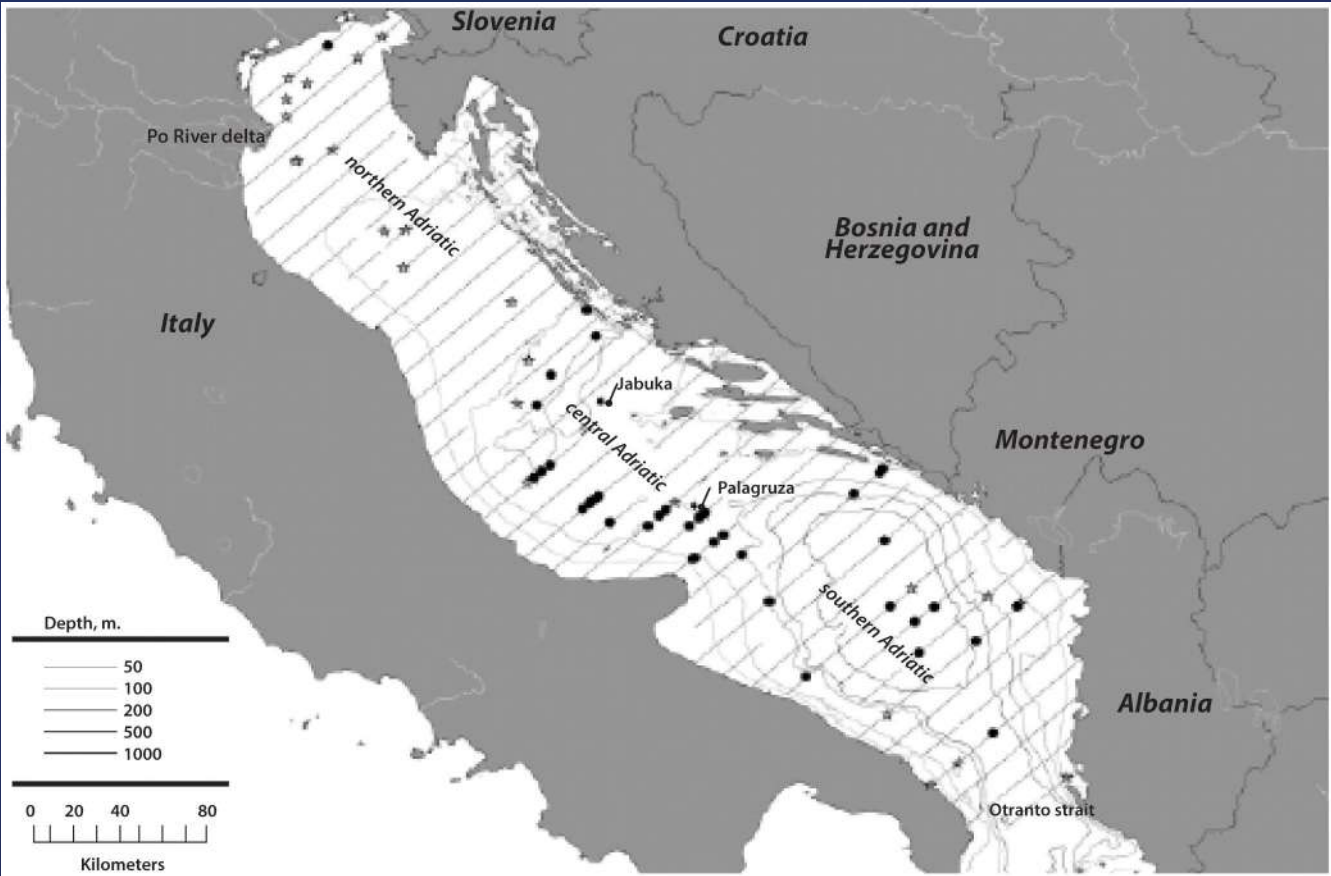 Slovenia
Croatia
Po River delta
northern Adriatic
Bosnia and
Herzegovina
Italy
Jabuka
central Adriatic
Montenegro
Palagruza
southern Adriatic
Depth, m.
50
100
200
500
1000
Albania
Otranto strait
0 20 40 80
Kilometers